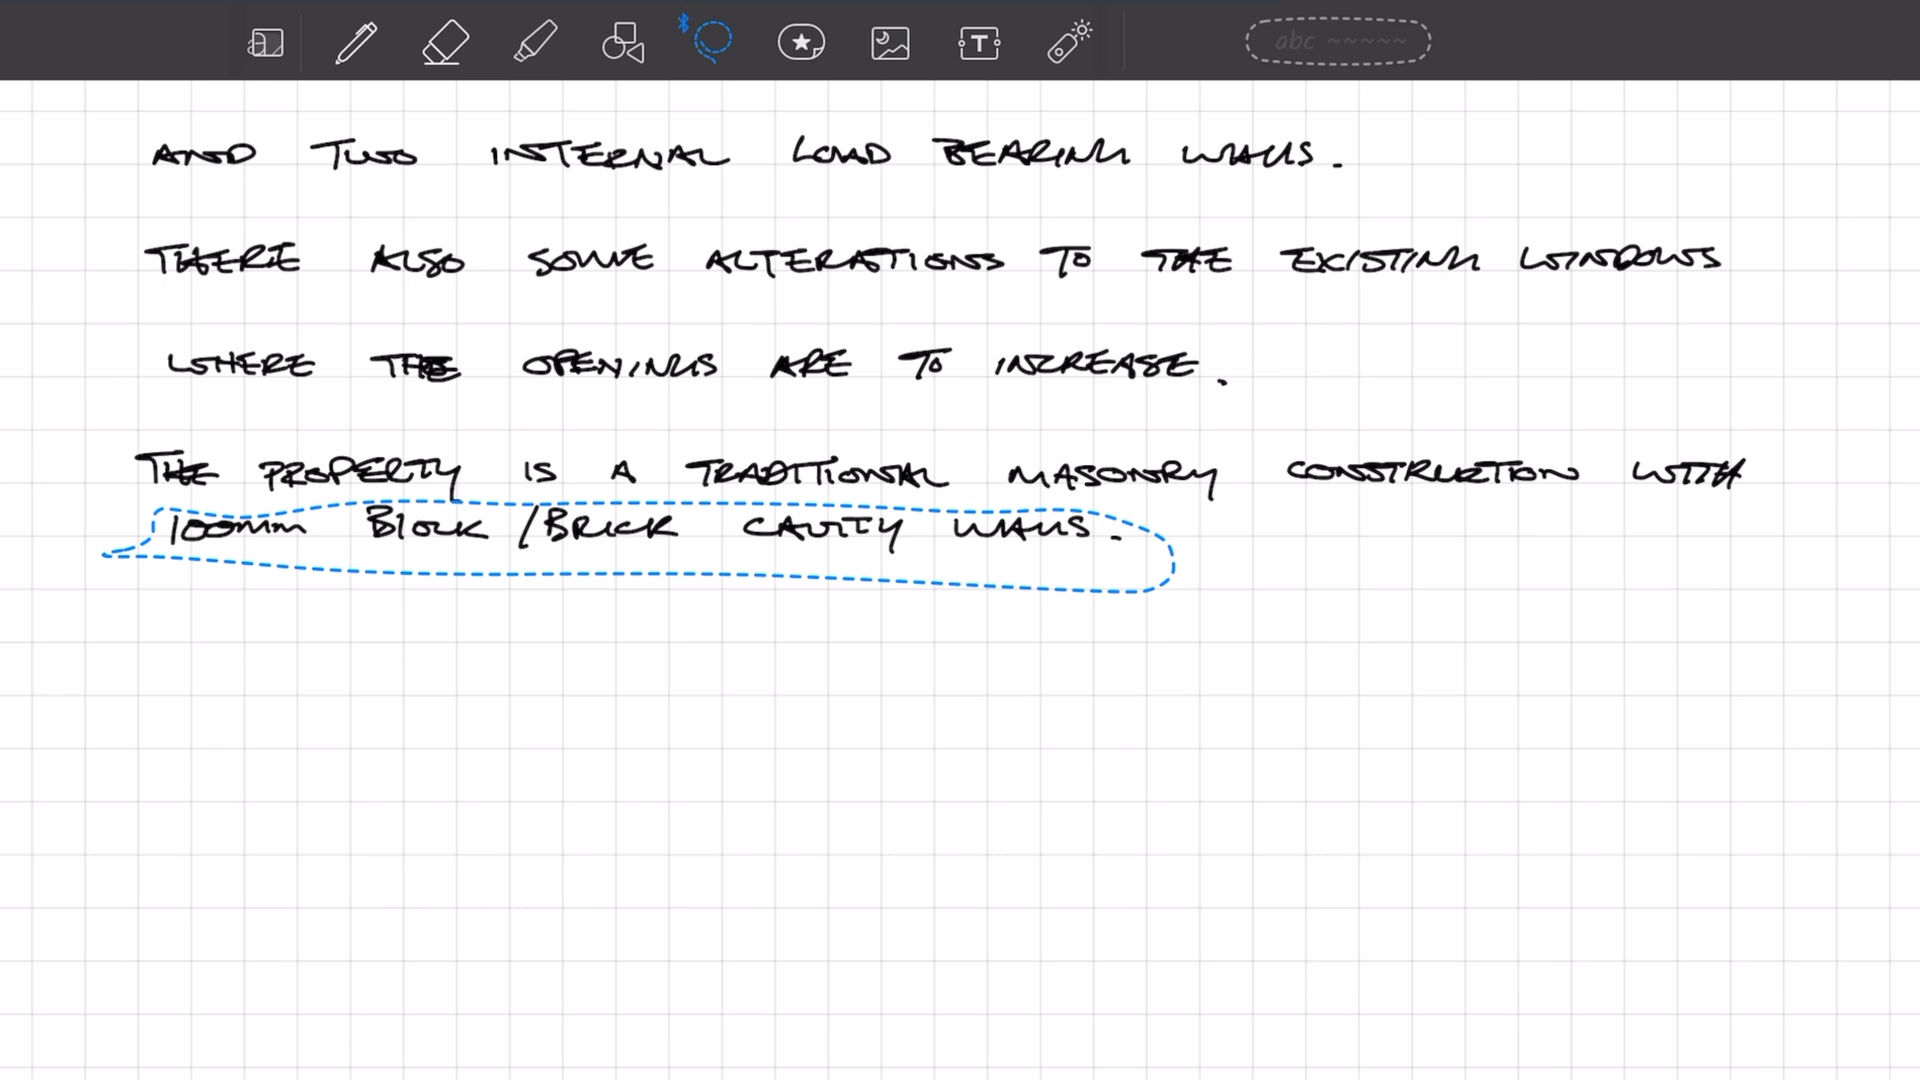 abc
AND TWO INTERNAL LOAD BEARING WALLS.
THERE ALSO SOME ALTERATIONS TO THE EXISTING WINDOWS
WHERE THE OPENINGS ARE TO INCREASE.
THE PROPERTY IS A TRADITIONAL MASONRY CONSTRUCTION WITH
100mm BLOCK/BRICK CAVITY WALLS.